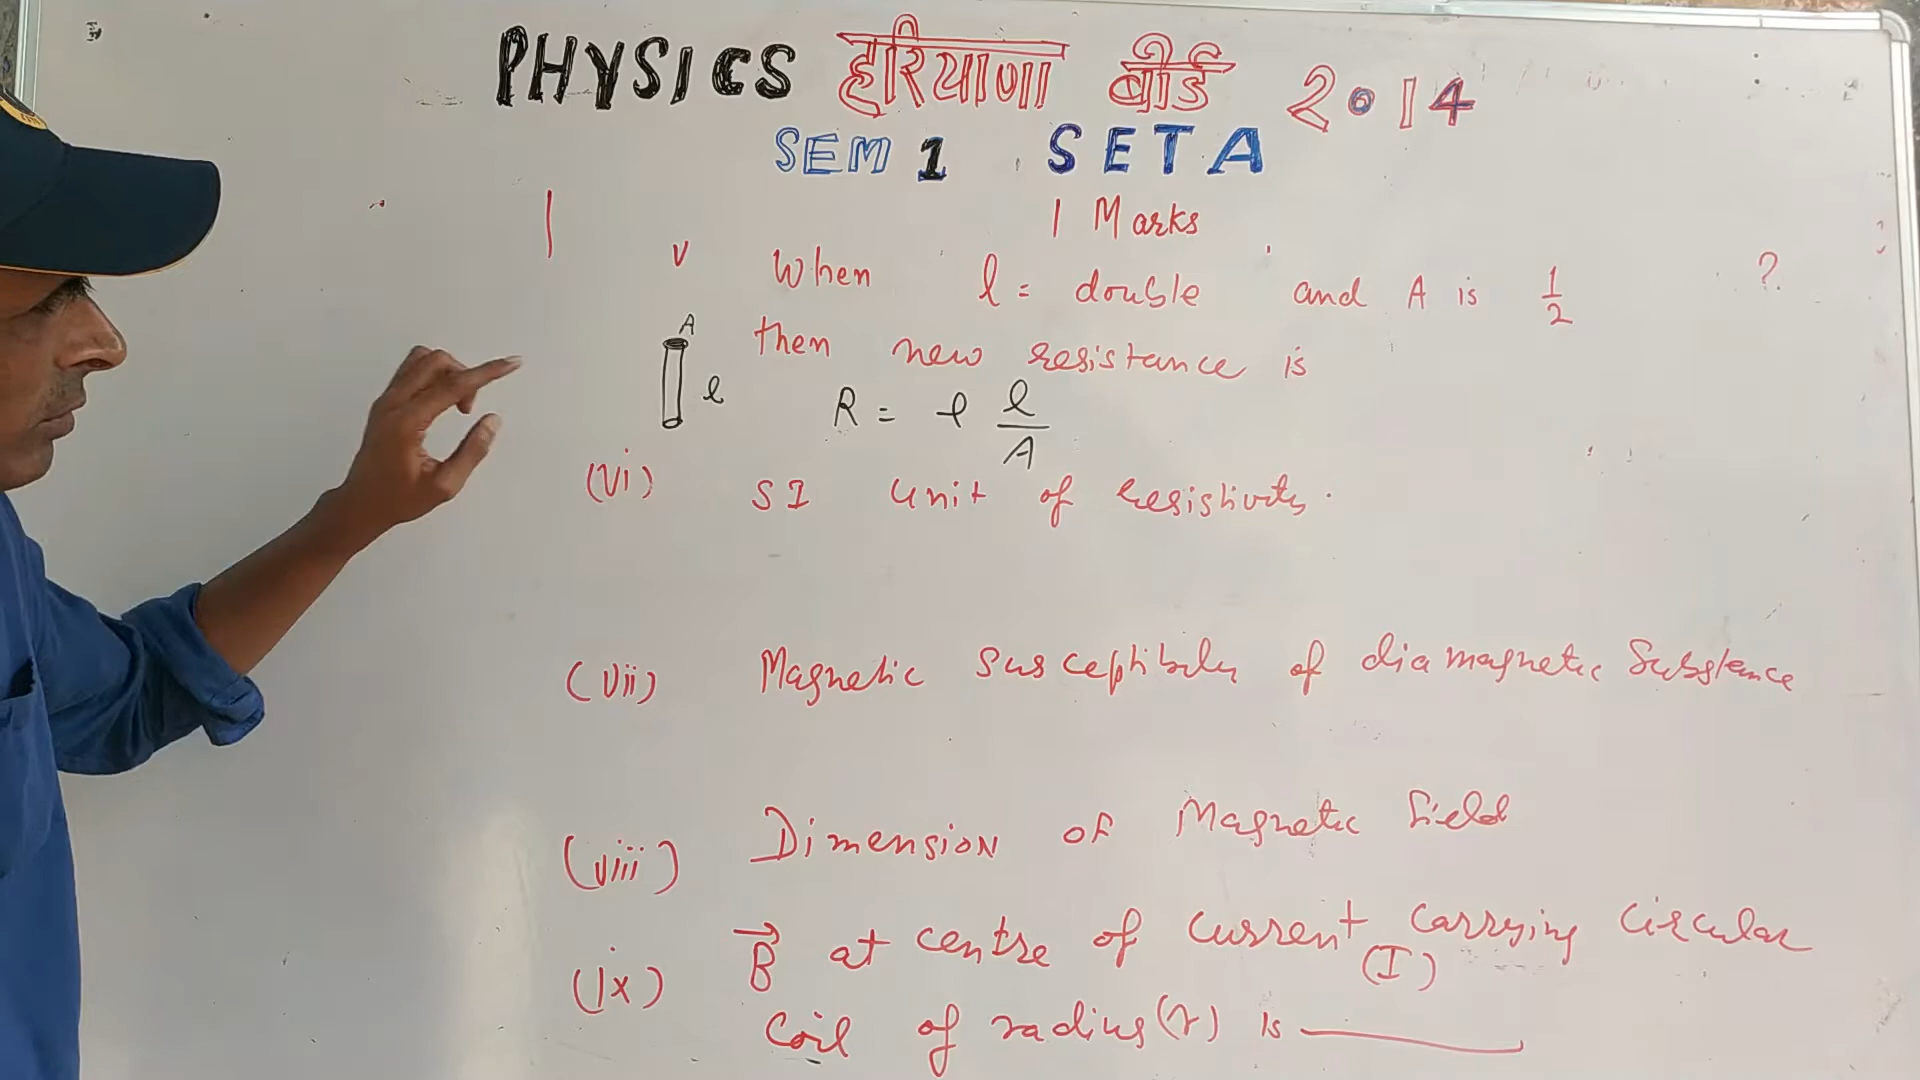 PHYSICS हरियाणा बोर्ड 2014
SEM 1 SET A
1 1 Marks
v When l = double and A is 1/2 ?
then new resistance is
A
l
R = ρ l/A
(vi) SI unit of resistivity.
(vii) Magnetic Susceptibility of diamagnetic Substance
(viii) Dimension of Magnetic field
(ix) B⃗ at centre of current carrying circular
(I)
Coil of radius (r) is ———